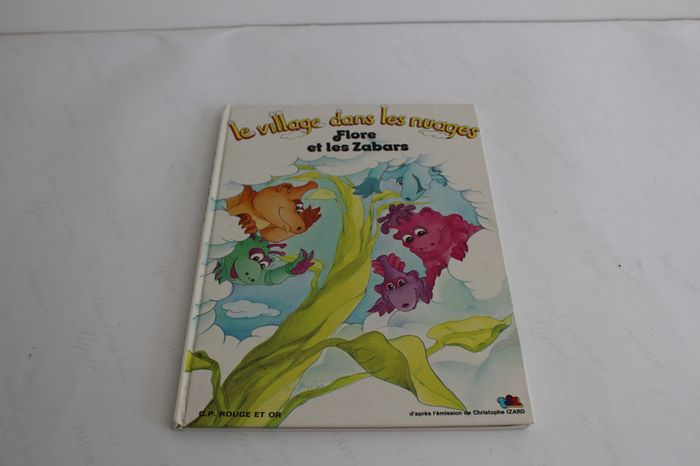 le village dans les nuages
Flore
et les Zabars
G.P. ROUGE ET OR
d'après l'émission de Christophe IZARD